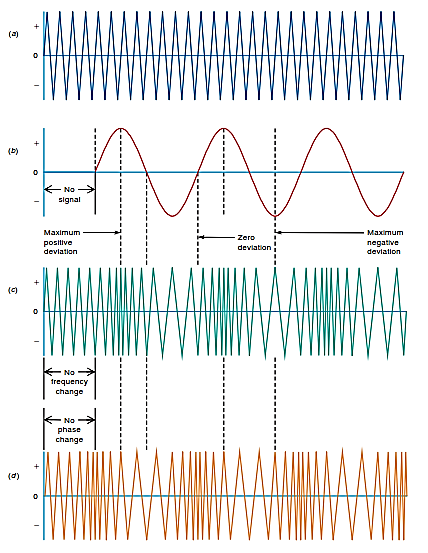 (a)
+
0
−
(b)
+
0
−
No
signal
Maximum
positive
deviation
Zero
deviation
Maximum
negative
deviation
(c)
+
0
−
No
frequency
change
No
phase
change
(d)
+
0
−